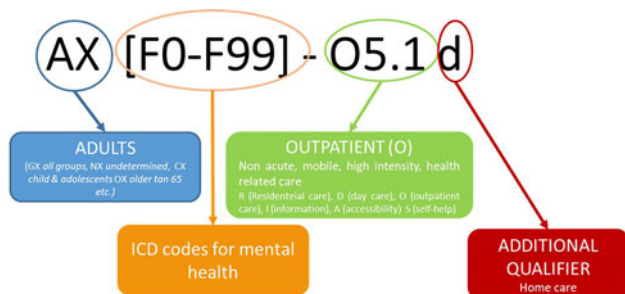 AX [F0-F99] - O5.1 d
ADULTS
(GX all groups, NX undetermined, CX
child & adolescents OX older tan 65
etc.)
OUTPATIENT (O)
Non acute, mobile, high intensity, health
related care
R (Residenteial care), D (day care), O (outpatient
care), I (information), A (accessibility) S (self-help)
ICD codes for mental
health
ADDITIONAL
QUALIFIER
Home care